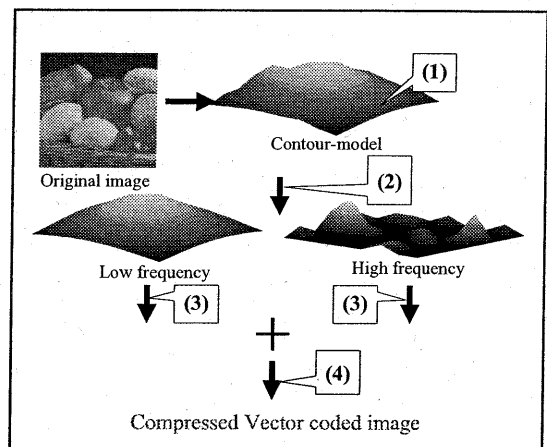 (1)
Contour-model
Original image
(2)
Low frequency
High frequency
(3)
(3)
+
(4)
Compressed Vector coded image